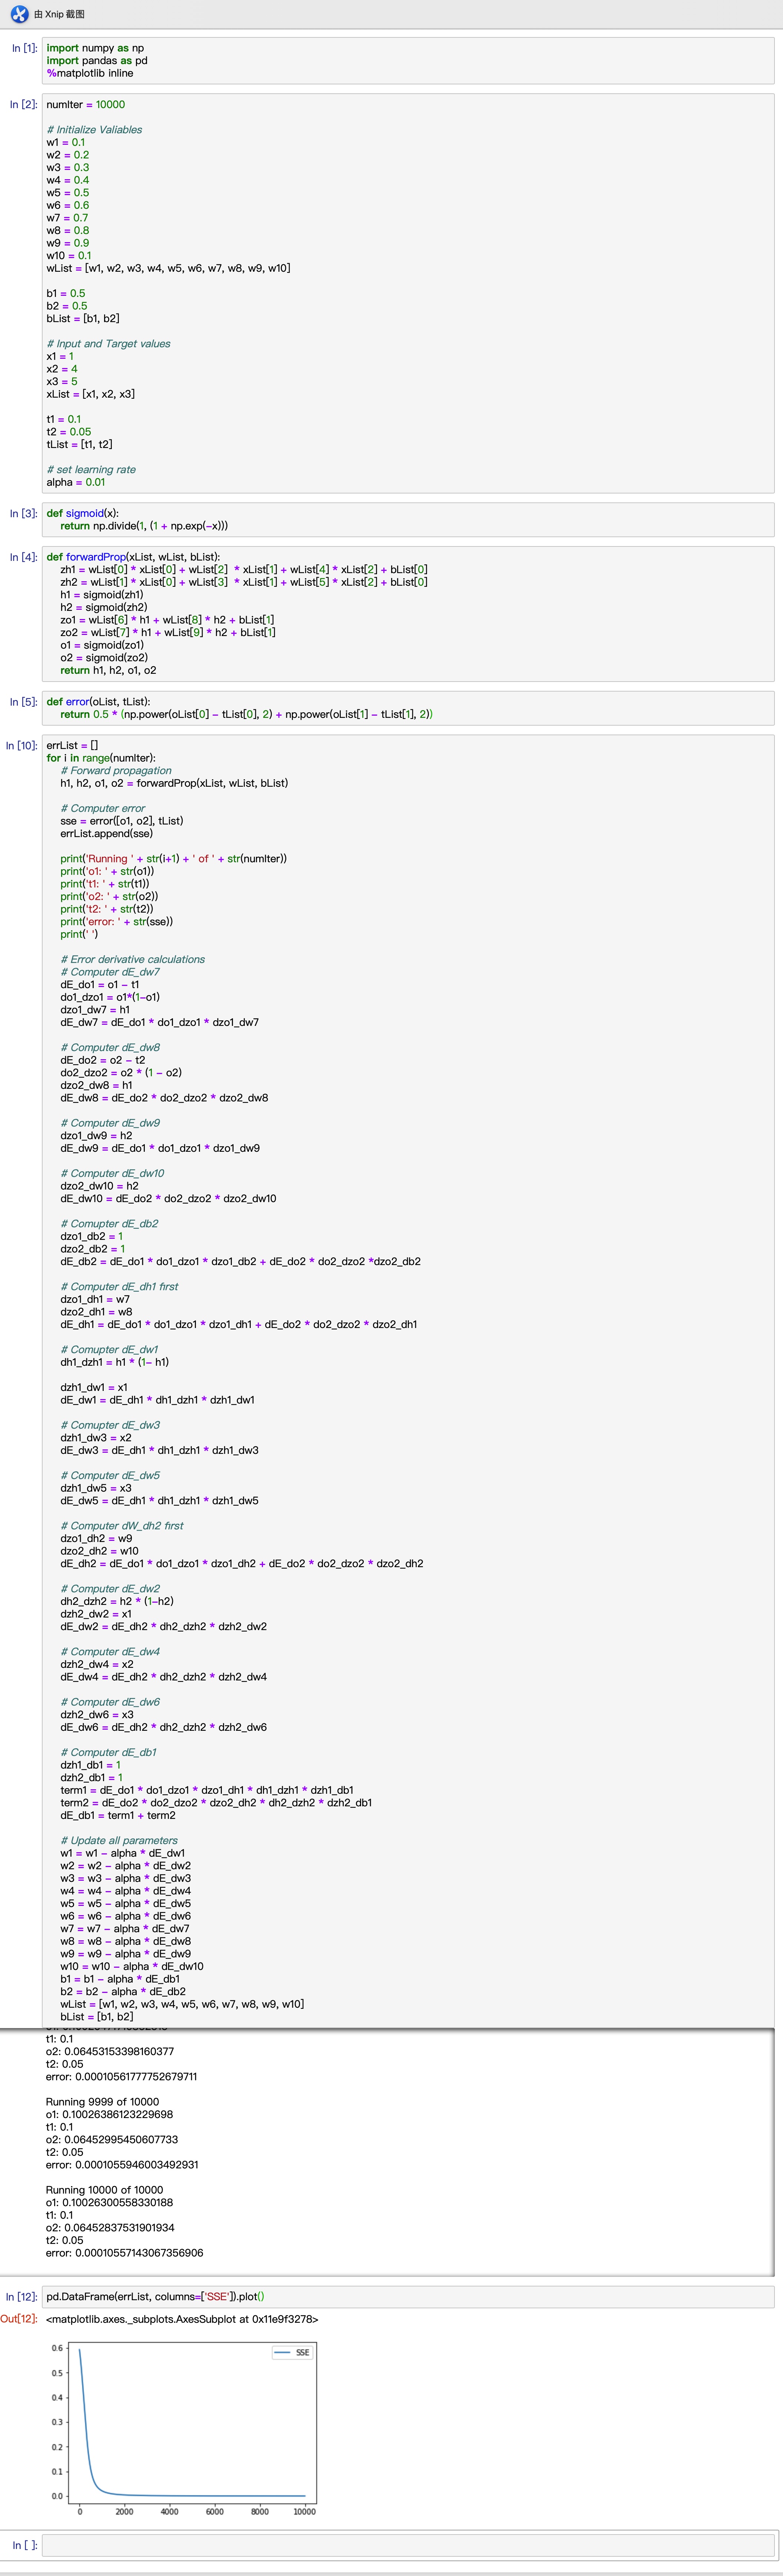 由 Xnip 截图
In [1]:
import numpy as np
import pandas as pd
%matplotlib inline
In [2]:
numIter = 10000
# Initialize Valiables
w1 = 0.1
w2 = 0.2
w3 = 0.3
w4 = 0.4
w5 = 0.5
w6 = 0.6
w7 = 0.7
w8 = 0.8
w9 = 0.9
w10 = 0.1
wList = [w1, w2, w3, w4, w5, w6, w7, w8, w9, w10]
b1 = 0.5
b2 = 0.5
bList = [b1, b2]
# Input and Target values
x1 = 1
x2 = 4
x3 = 5
xList = [x1, x2, x3]
t1 = 0.1
t2 = 0.05
tList = [t1, t2]
# set learning rate
alpha = 0.01
In [3]:
def sigmoid(x):
return np.divide(1, (1 + np.exp(-x)))
In [4]:
def forwardProp(xList, wList, bList):
zh1 = wList[0] * xList[0] + wList[2] * xList[1] + wList[4] * xList[2] + bList[0]
zh2 = wList[1] * xList[0] + wList[3] * xList[1] + wList[5] * xList[2] + bList[0]
h1 = sigmoid(zh1)
h2 = sigmoid(zh2)
zo1 = wList[6] * h1 + wList[8] * h2 + bList[1]
zo2 = wList[7] * h1 + wList[9] * h2 + bList[1]
o1 = sigmoid(zo1)
o2 = sigmoid(zo2)
return h1, h2, o1, o2
In [5]:
def error(oList, tList):
return 0.5 * (np.power(oList[0] - tList[0], 2) + np.power(oList[1] - tList[1], 2))
In [10]:
errList = []
for i in range(numIter):
# Forward propagation
h1, h2, o1, o2 = forwardProp(xList, wList, bList)
# Computer error
sse = error([o1, o2], tList)
errList.append(sse)
print('Running ' + str(i+1) + ' of ' + str(numIter))
print('o1: ' + str(o1))
print('t1: ' + str(t1))
print('o2: ' + str(o2))
print('t2: ' + str(t2))
print('error: ' + str(sse))
print(' ')
# Error derivative calculations
# Computer dE_dw7
dE_do1 = o1 - t1
do1_dzo1 = o1*(1-o1)
dzo1_dw7 = h1
dE_dw7 = dE_do1 * do1_dzo1 * dzo1_dw7
# Computer dE_dw8
dE_do2 = o2 - t2
do2_dzo2 = o2 * (1 - o2)
dzo2_dw8 = h1
dE_dw8 = dE_do2 * do2_dzo2 * dzo2_dw8
# Computer dE_dw9
dzo1_dw9 = h2
dE_dw9 = dE_do1 * do1_dzo1 * dzo1_dw9
# Computer dE_dw10
dzo2_dw10 = h2
dE_dw10 = dE_do2 * do2_dzo2 * dzo2_dw10
# Comupter dE_db2
dzo1_db2 = 1
dzo2_db2 = 1
dE_db2 = dE_do1 * do1_dzo1 * dzo1_db2 + dE_do2 * do2_dzo2 *dzo2_db2
# Computer dE_dh1 first
dzo1_dh1 = w7
dzo2_dh1 = w8
dE_dh1 = dE_do1 * do1_dzo1 * dzo1_dh1 + dE_do2 * do2_dzo2 * dzo2_dh1
# Comupter dE_dw1
dh1_dzh1 = h1 * (1- h1)
dzh1_dw1 = x1
dE_dw1 = dE_dh1 * dh1_dzh1 * dzh1_dw1
# Comupter dE_dw3
dzh1_dw3 = x2
dE_dw3 = dE_dh1 * dh1_dzh1 * dzh1_dw3
# Computer dE_dw5
dzh1_dw5 = x3
dE_dw5 = dE_dh1 * dh1_dzh1 * dzh1_dw5
# Computer dW_dh2 first
dzo1_dh2 = w9
dzo2_dh2 = w10
dE_dh2 = dE_do1 * do1_dzo1 * dzo1_dh2 + dE_do2 * do2_dzo2 * dzo2_dh2
# Computer dE_dw2
dh2_dzh2 = h2 * (1-h2)
dzh2_dw2 = x1
dE_dw2 = dE_dh2 * dh2_dzh2 * dzh2_dw2
# Computer dE_dw4
dzh2_dw4 = x2
dE_dw4 = dE_dh2 * dh2_dzh2 * dzh2_dw4
# Computer dE_dw6
dzh2_dw6 = x3
dE_dw6 = dE_dh2 * dh2_dzh2 * dzh2_dw6
# Computer dE_db1
dzh1_db1 = 1
dzh2_db1 = 1
term1 = dE_do1 * do1_dzo1 * dzo1_dh1 * dh1_dzh1 * dzh1_db1
term2 = dE_do2 * do2_dzo2 * dzo2_dh2 * dh2_dzh2 * dzh2_db1
dE_db1 = term1 + term2
# Update all parameters
w1 = w1 - alpha * dE_dw1
w2 = w2 - alpha * dE_dw2
w3 = w3 - alpha * dE_dw3
w4 = w4 - alpha * dE_dw4
w5 = w5 - alpha * dE_dw5
w6 = w6 - alpha * dE_dw6
w7 = w7 - alpha * dE_dw7
w8 = w8 - alpha * dE_dw8
w9 = w9 - alpha * dE_dw9
w10 = w10 - alpha * dE_dw10
b1 = b1 - alpha * dE_db1
b2 = b2 - alpha * dE_db2
wList = [w1, w2, w3, w4, w5, w6, w7, w8, w9, w10]
bList = [b1, b2]
t1: 0.1
o2: 0.06453153398160377
t2: 0.05
error: 0.00010561777752679711
Running 9999 of 10000
o1: 0.10026386123229698
t1: 0.1
o2: 0.06452995450607733
t2: 0.05
error: 0.0001055946003492931
Running 10000 of 10000
o1: 0.10026300558330188
t1: 0.1
o2: 0.06452837531901934
t2: 0.05
error: 0.00010557143067356906
In [12]:
pd.DataFrame(errList, columns=['SSE']).plot()
Out[12]:
<matplotlib.axes._subplots.AxesSubplot at 0x11e9f3278>
SSE
0.6
0.5
0.4
0.3
0.2
0.1
0.0
0 2000 4000 6000 8000 10000
In [ ]: